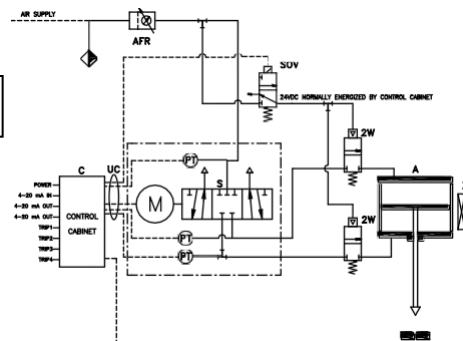 AIR SUPPLY
AFR
SOV
24VDC NORMALLY ENERGIZED BY CONTROL CABINET
2W
C
UC
PT
S
A
POWER
4-20 mA IN
4-20 mA OUT
4-20 mA OUT
TRIP1
TRIP2
TRIP3
TRIP4
CONTROL
CABINET
M
PT
2W
PT